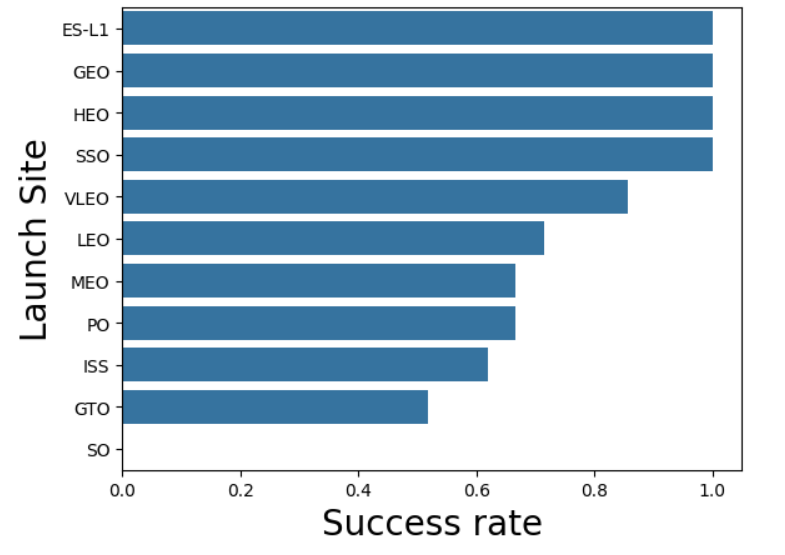 Launch Site
ES-L1
GEO
HEO
SSO
VLEO
LEO
MEO
PO
ISS
GTO
SO
0.0 0.2 0.4 0.6 0.8 1.0
Success rate